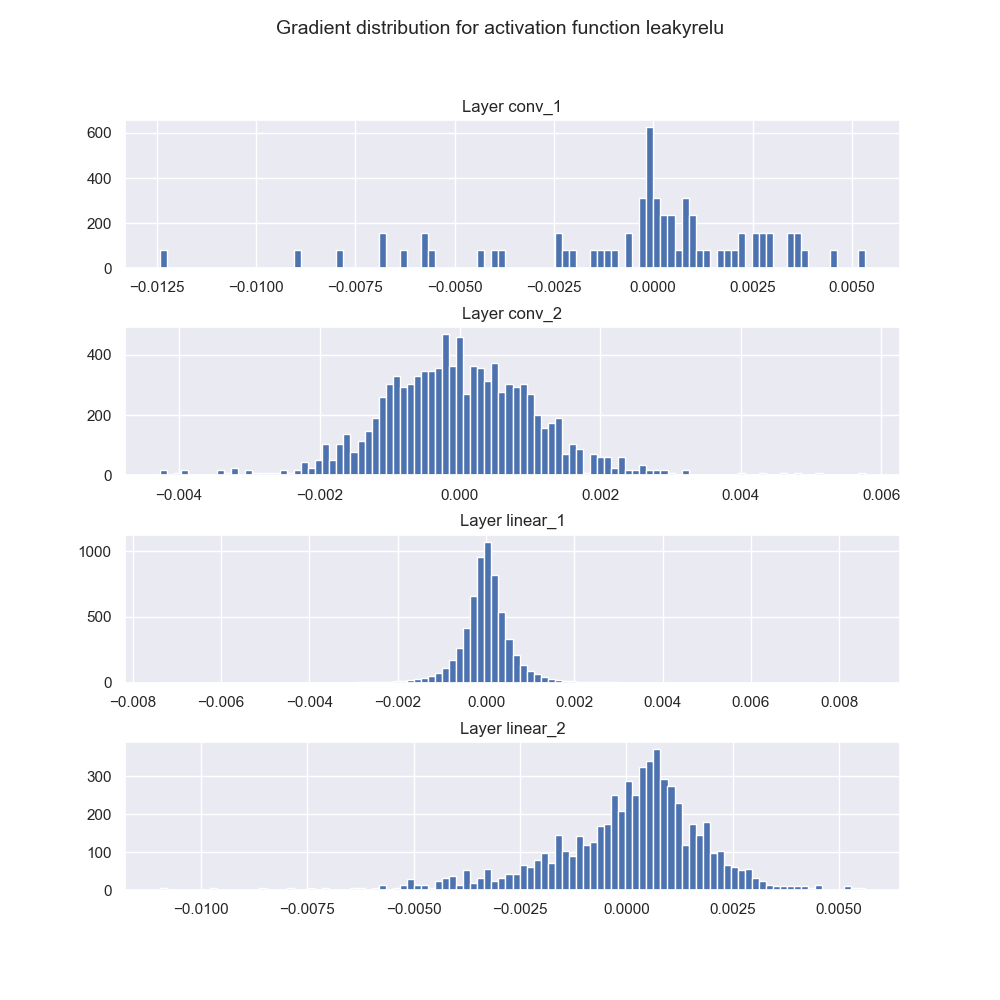 Gradient distribution for activation function leakyrelu
Layer conv_1
600
400
200
0
−0.0125 −0.0100 −0.0075 −0.0050 −0.0025 0.0000 0.0025 0.0050
Layer conv_2
400
200
0
−0.004 −0.002 0.000 0.002 0.004 0.006
Layer linear_1
1000
500
0
−0.008 −0.006 −0.004 −0.002 0.000 0.002 0.004 0.006 0.008
Layer linear_2
300
200
100
0
−0.0100 −0.0075 −0.0050 −0.0025 0.0000 0.0025 0.0050